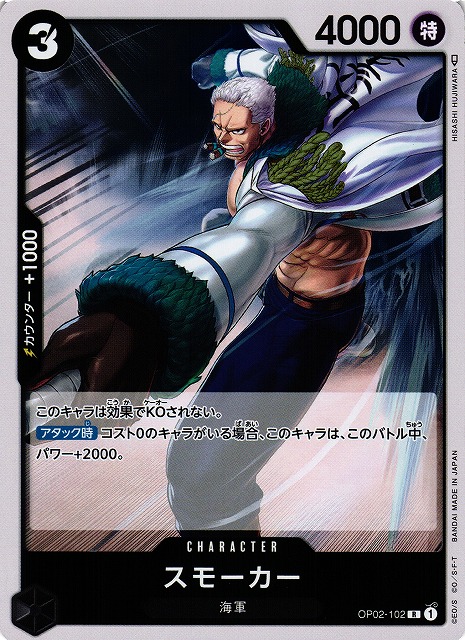 3
4000
特
HISASHI HUJIWARA
カウンター +1000
このキャラは効果でKOされない。
アタック時 コスト0のキャラがいる場合、このキャラは、このバトル中、
パワー+2000。
CHARACTER
スモーカー
海軍
OP02-102 R 1
©EO/S ©O/S・F・T BANDAI MADE IN JAPAN